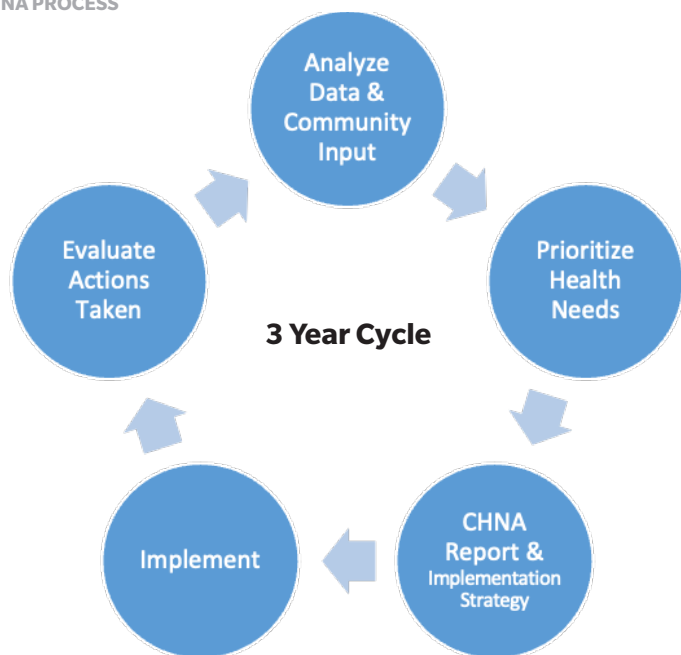 NA PROCESS
Analyze
Data &
Community
Input
Prioritize
Health
Needs
CHNA
Report &
Implementation
Strategy
Implement
Evaluate
Actions
Taken
3 Year Cycle